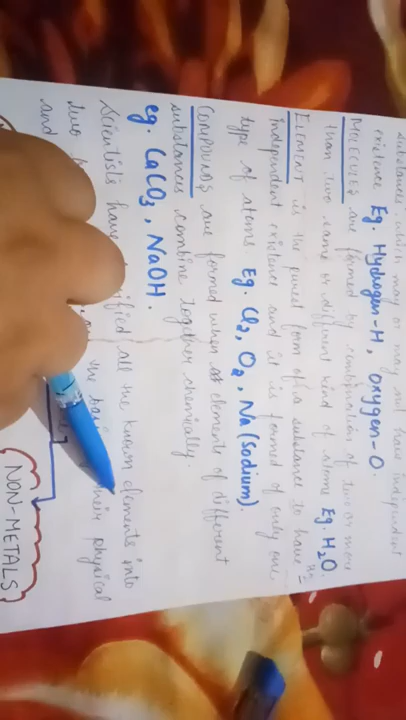 substances which may or may not have independent
existence Eg. Hydrogen-H, Oxygen-O.
MOLECULES are formed by combination of two or more
than two same or different kind of atoms Eg. H2O.
ELEMENT is the purest form of a substance to have an
independent existence and it is formed of only one
type of atoms Eg. Cl2, O2, Na (Sodium)
COMPOUNDS are formed when elements of different
substances combine together chemically.
eg. CaCO3, NaOH.
Scientists have all the known elements into
two the their physical
and
NON-METALS